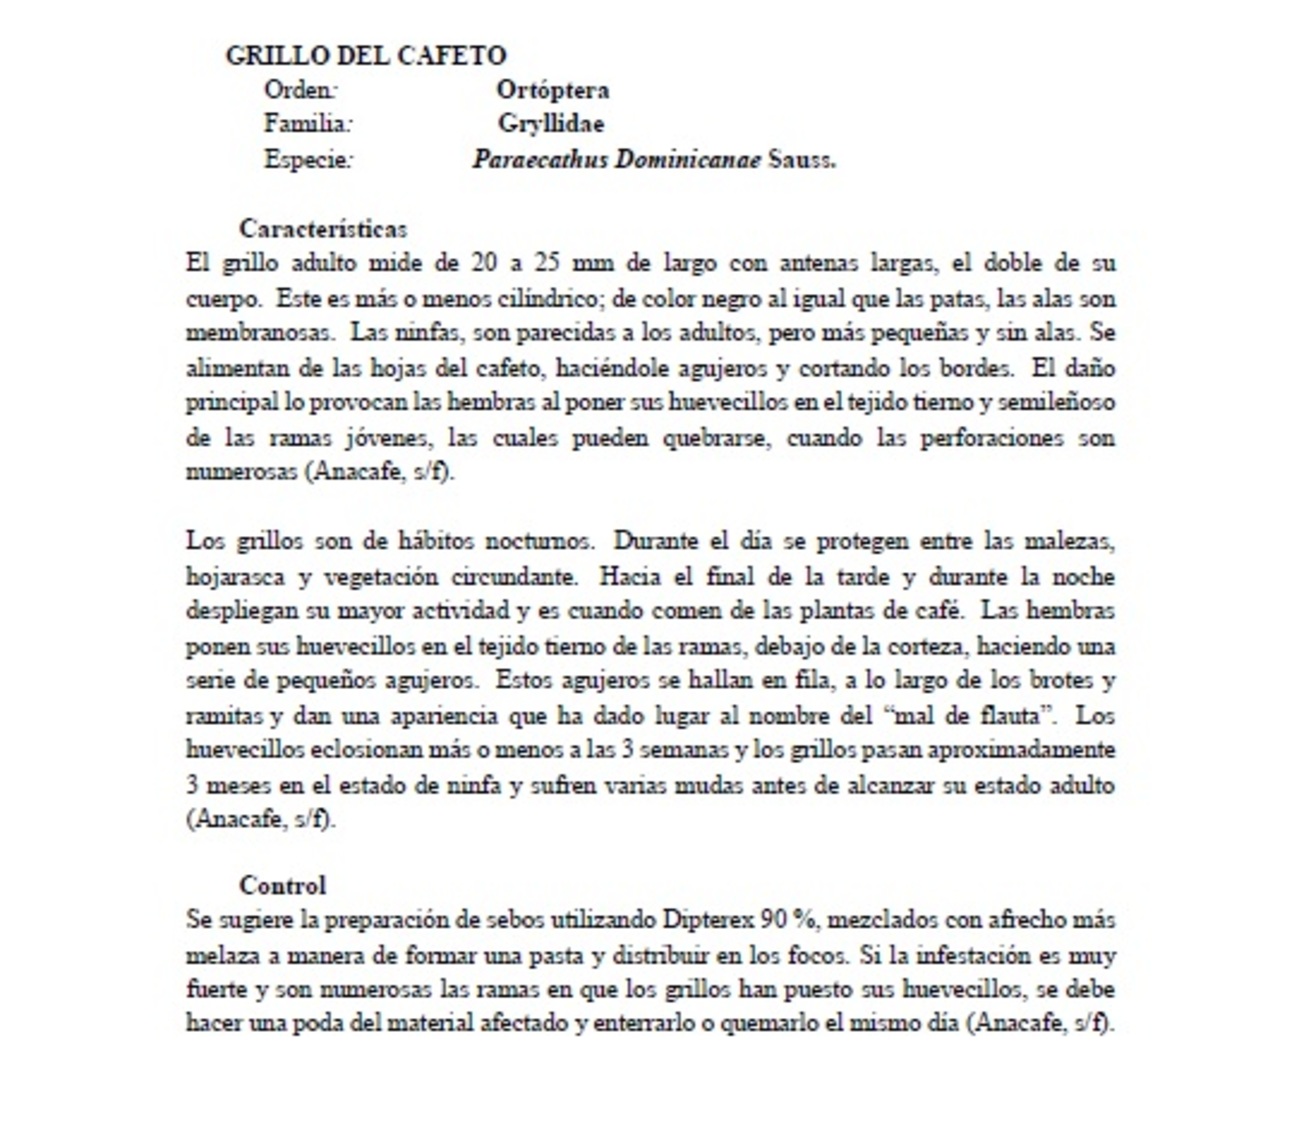 GRILLO DEL CAFETO
Orden: Ortóptera
Familia: Gryllidae
Especie: Paraecathus Dominicanae Sauss.
Características
El grillo adulto mide de 20 a 25 mm de largo con antenas largas, el doble de su
cuerpo. Este es más o menos cilíndrico; de color negro al igual que las patas, las alas son
membranosas. Las ninfas, son parecidas a los adultos, pero más pequeñas y sin alas. Se
alimentan de las hojas del cafeto, haciéndole agujeros y cortando los bordes. El daño
principal lo provocan las hembras al poner sus huevecillos en el tejido tierno y semileñoso
de las ramas jóvenes, las cuales pueden quebrarse, cuando las perforaciones son
numerosas (Anacafe, s/f).
Los grillos son de hábitos nocturnos. Durante el día se protegen entre las malezas,
hojarasca y vegetación circundante. Hacia el final de la tarde y durante la noche
despliegan su mayor actividad y es cuando comen de las plantas de café. Las hembras
ponen sus huevecillos en el tejido tierno de las ramas, debajo de la corteza, haciendo una
serie de pequeños agujeros. Estos agujeros se hallan en fila, a lo largo de los brotes y
ramitas y dan una apariencia que ha dado lugar al nombre del “mal de flauta”. Los
huevecillos eclosionan más o menos a las 3 semanas y los grillos pasan aproximadamente
3 meses en el estado de ninfa y sufren varias mudas antes de alcanzar su estado adulto
(Anacafe, s/f).
Control
Se sugiere la preparación de sebos utilizando Dipterex 90 %, mezclados con afrecho más
melaza a manera de formar una pasta y distribuir en los focos. Si la infestación es muy
fuerte y son numerosas las ramas en que los grillos han puesto sus huevecillos, se debe
hacer una poda del material afectado y enterrarlo o quemarlo el mismo día (Anacafe, s/f).